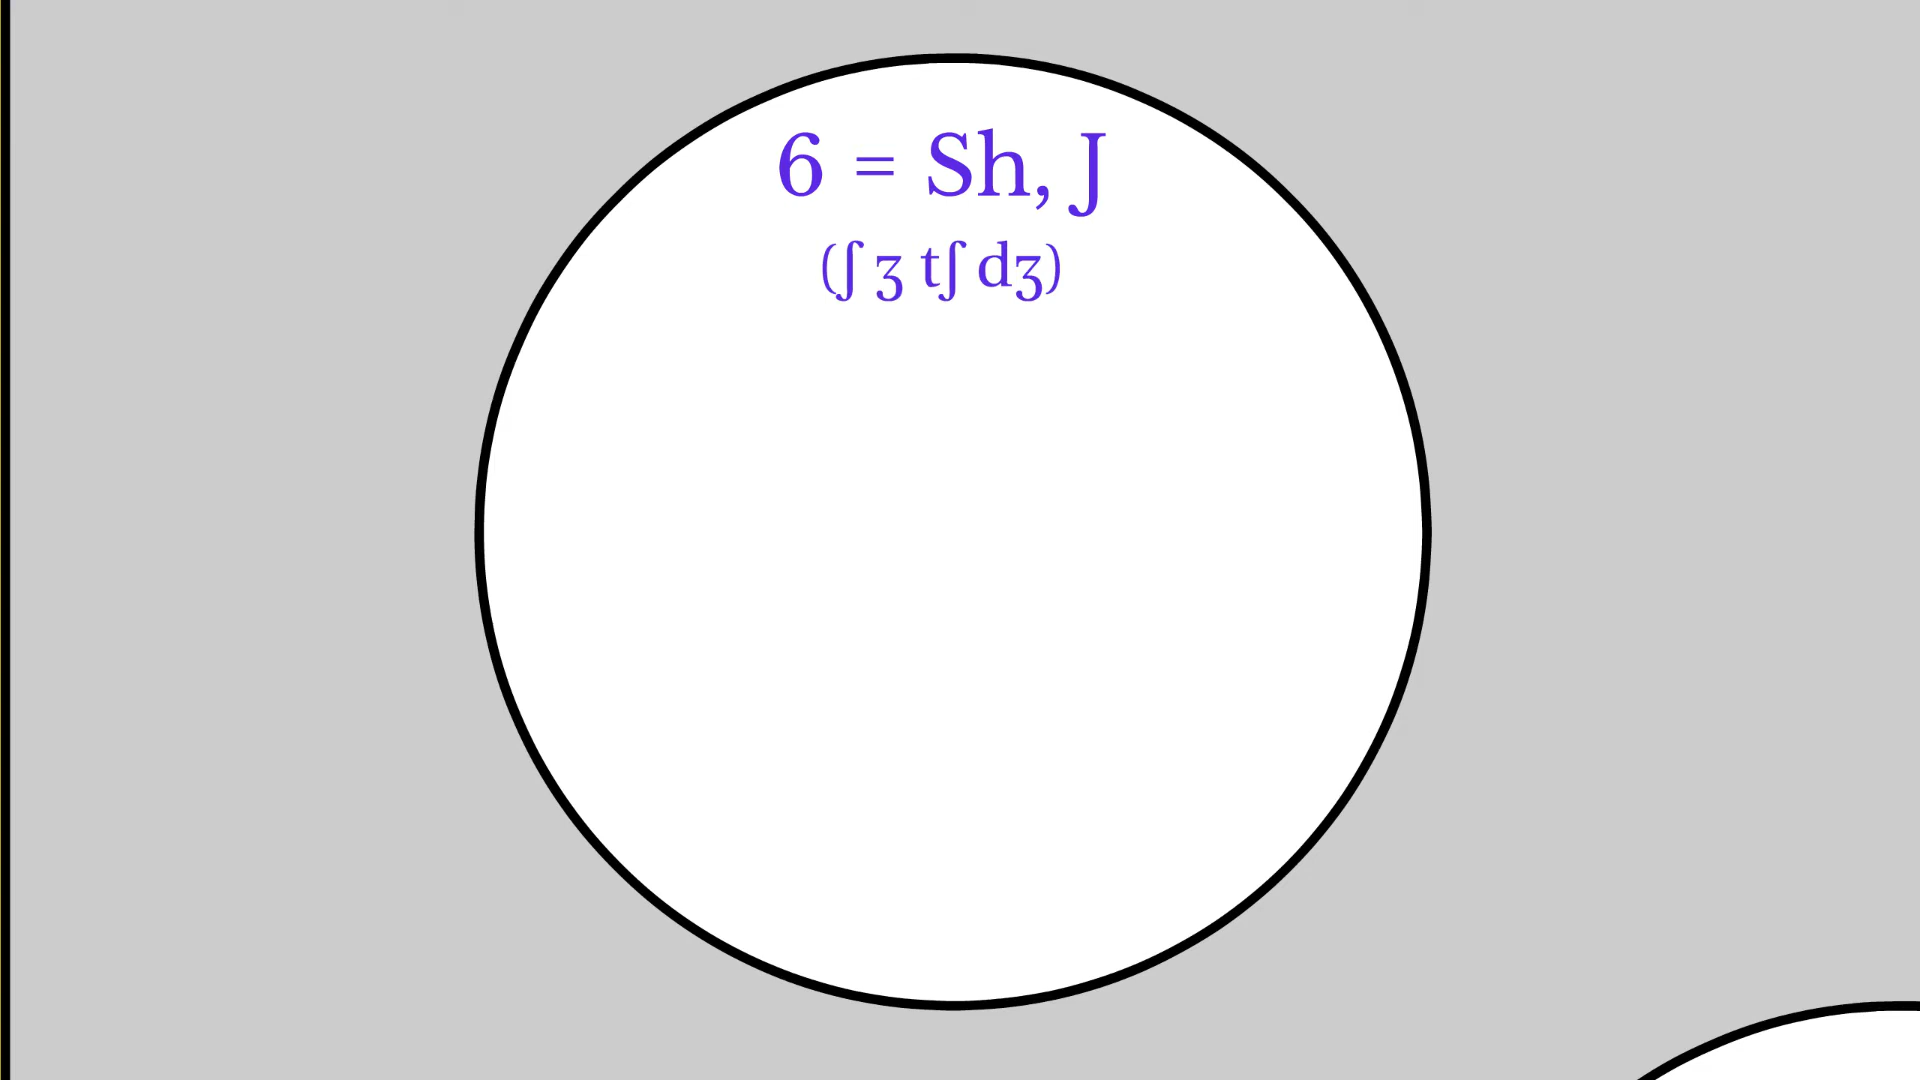 6 = Sh, J
(ʃ ʒ tʃ dʒ)